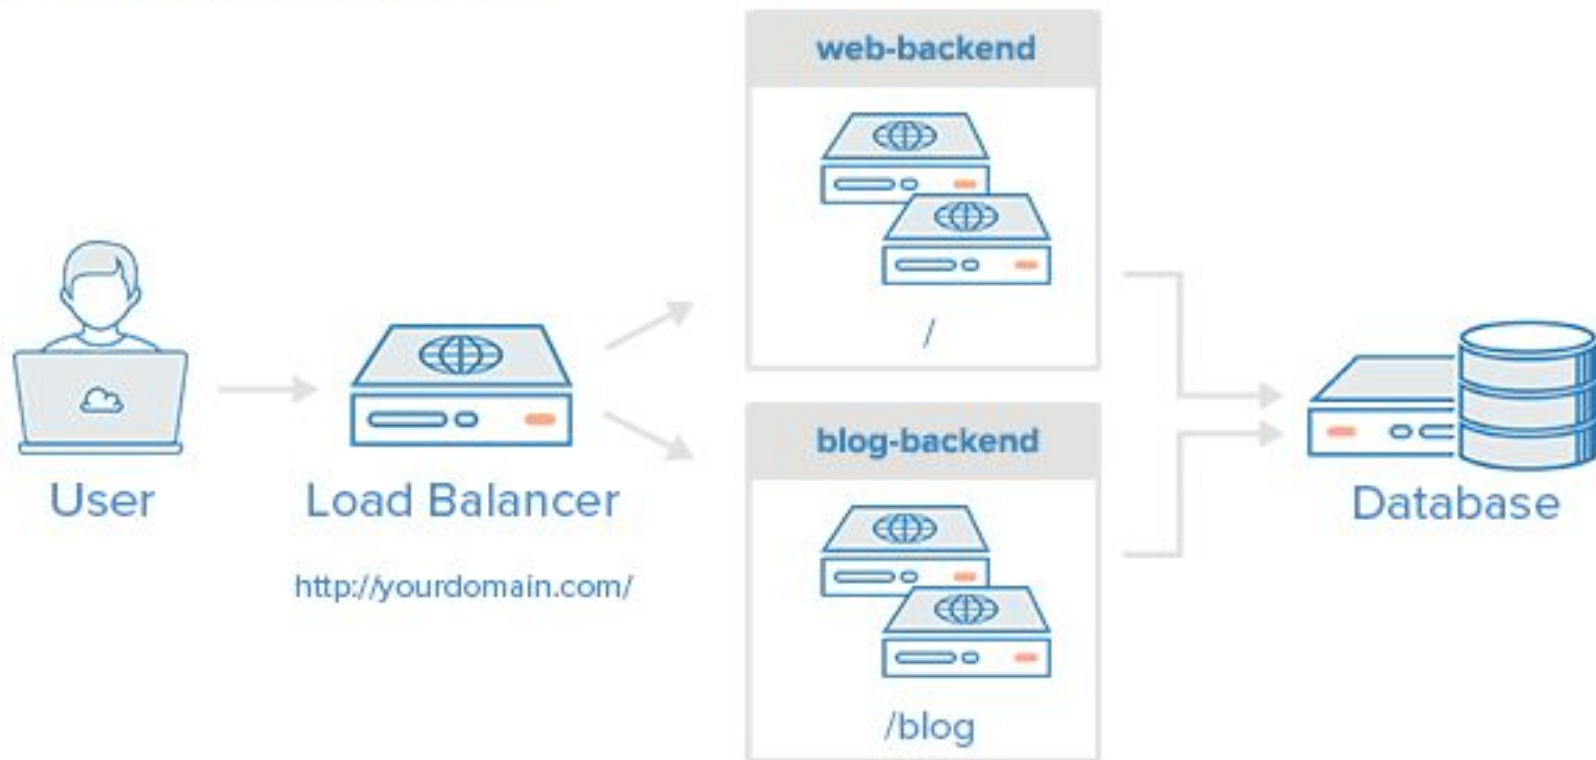 web-backend
/
User
Load Balancer
http://yourdomain.com/
blog-backend
/blog
Database